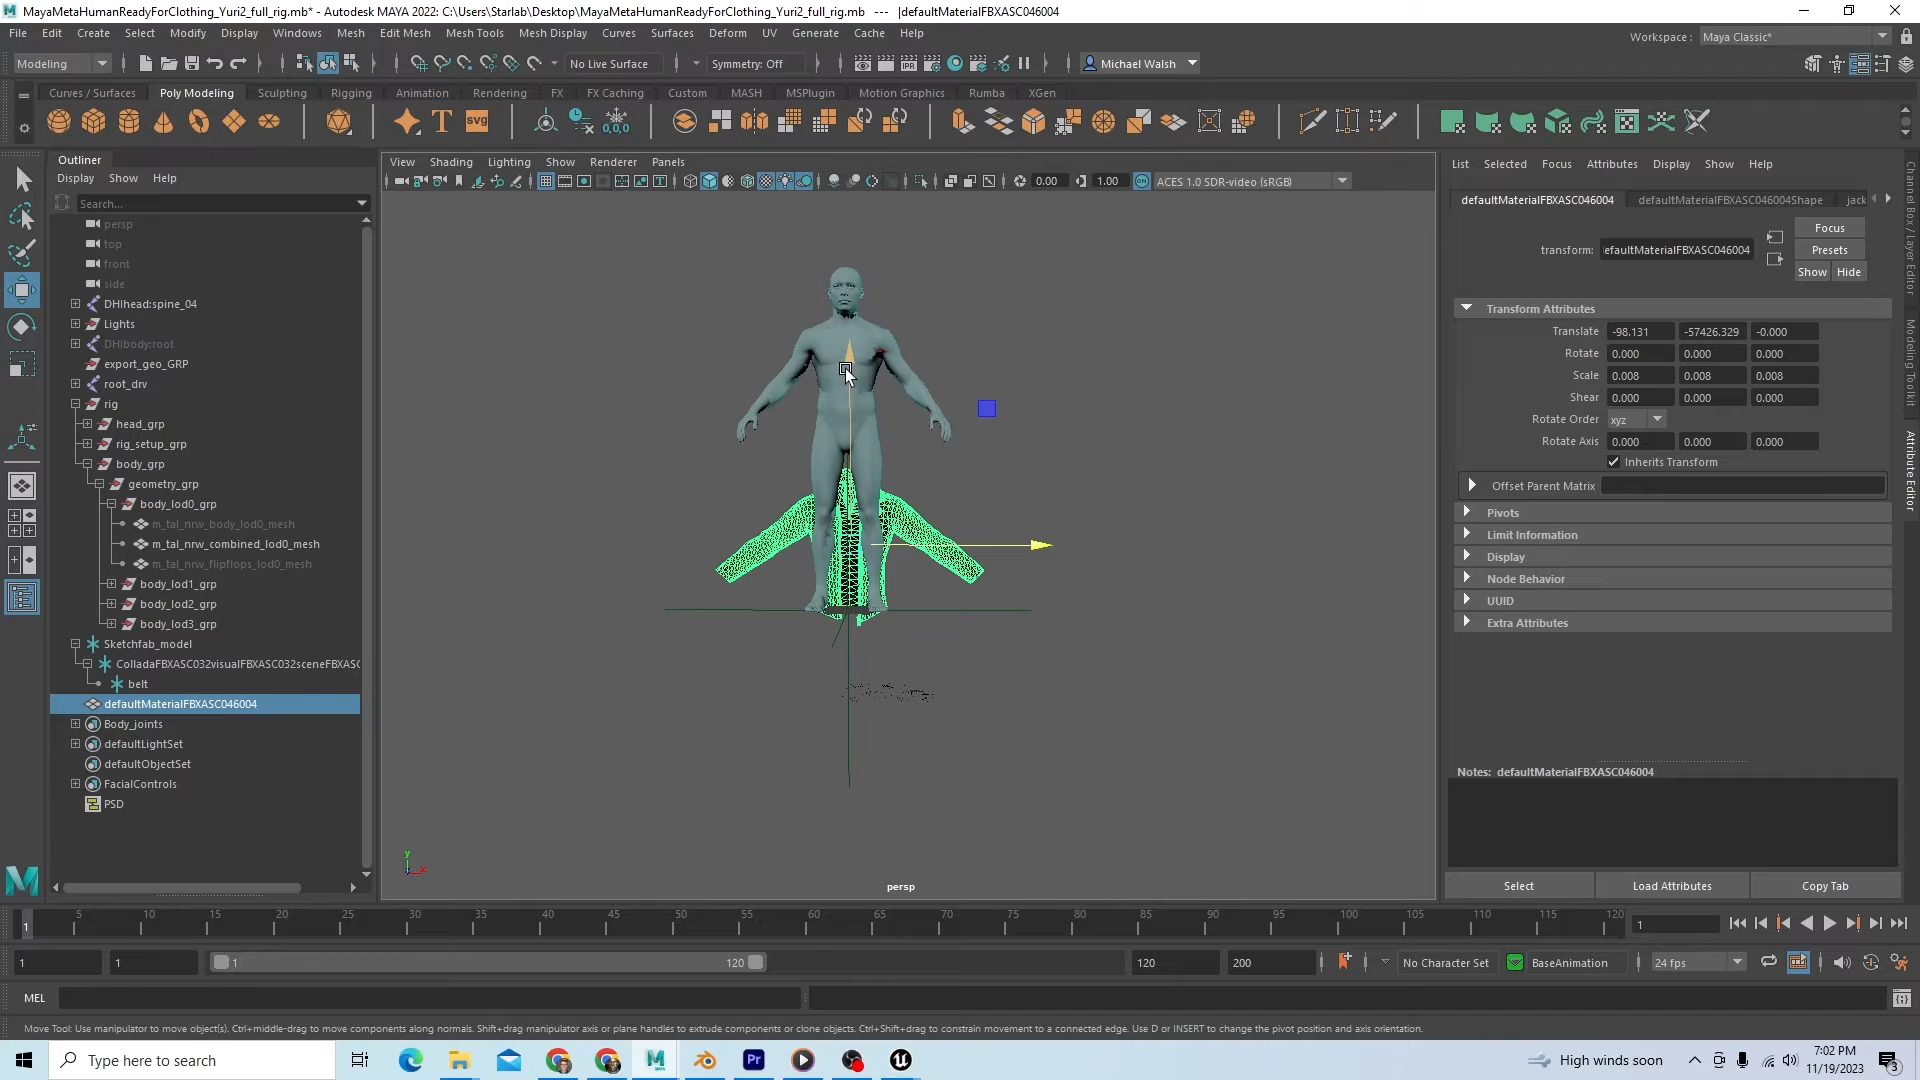 MayaMetaHumanReadyForClothing_Yuri2_full_rig.mb* - Autodesk MAYA 2022: C:\Users\Starlab\Desktop\MayaMetaHumanReadyForClothing_Yuri2_full_rig.mb   ---   |defaultMaterialFBXASC046004
File Edit Create Select Modify Display Windows Mesh Edit Mesh Mesh Tools Mesh Display Curves Surfaces Deform UV Generate Cache Help
Workspace : Maya Classic*
Modeling No Live Surface Symmetry: Off Michael Walsh
Curves / Surfaces Poly Modeling Sculpting Rigging Animation Rendering FX FX Caching Custom MASH MSPlugin Motion Graphics Rumba XGen
Outliner
Display Show Help
Search...
persp
top
front
side
DHIhead:spine_04
Lights
DHIbody:root
export_geo_GRP
root_drv
rig
head_grp
rig_setup_grp
body_grp
geometry_grp
body_lod0_grp
m_tal_nrw_body_lod0_mesh
m_tal_nrw_combined_lod0_mesh
m_tal_nrw_flipflops_lod0_mesh
body_lod1_grp
body_lod2_grp
body_lod3_grp
Sketchfab_model
ColladaFBXASC032visualFBXASC032sceneFBXASC
belt
defaultMaterialFBXASC046004
Body_joints
defaultLightSet
defaultObjectSet
FacialControls
PSD
View Shading Lighting Show Renderer Panels
0.00 1.00 ACES 1.0 SDR-video (sRGB)
y
x
persp
List Selected Focus Attributes Display Show Help
defaultMaterialFBXASC046004 defaultMaterialFBXASC046004Shape jack
transform: efaultMaterialFBXASC046004
Focus
Presets
Show Hide
Transform Attributes
Translate -98.131 -57426.329 -0.000
Rotate 0.000 0.000 0.000
Scale 0.008 0.008 0.008
Shear 0.000 0.000 0.000
Rotate Order xyz
Rotate Axis 0.000 0.000 0.000
Inherits Transform
Offset Parent Matrix
Pivots
Limit Information
Display
Node Behavior
UUID
Extra Attributes
Notes: defaultMaterialFBXASC046004
Select Load Attributes Copy Tab
Channel Box / Layer Editor
Modeling Toolkit
Attribute Editor
1 5 10 15 20 25 30 35 40 45 50 55 60 65 70 75 80 85 90 95 100 105 110 115 120 1
1 1 1 120 120 200 No Character Set BaseAnimation 24 fps
MEL
Move Tool: Use manipulator to move object(s). Ctrl+middle-drag to move components along normals. Shift+drag manipulator axis or plane handles to extrude components or clone objects. Ctrl+Shift+drag to constrain movement to a connected edge. Use D or INSERT to change the pivot position and axis orientation.
Type here to search
Pr
High winds soon
7:02 PM
11/19/2023
3